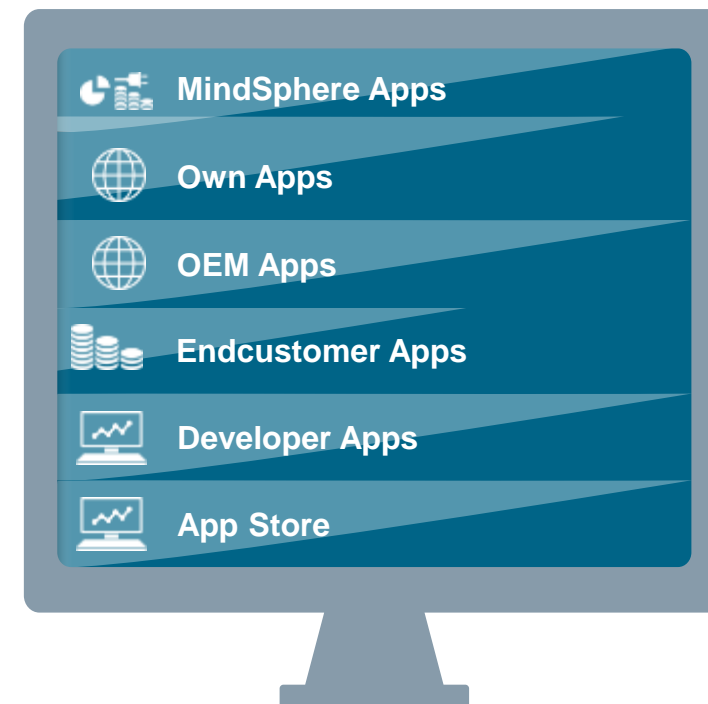 MindSphere Apps
Own Apps
OEM Apps
Endcustomer Apps
Developer Apps
App Store